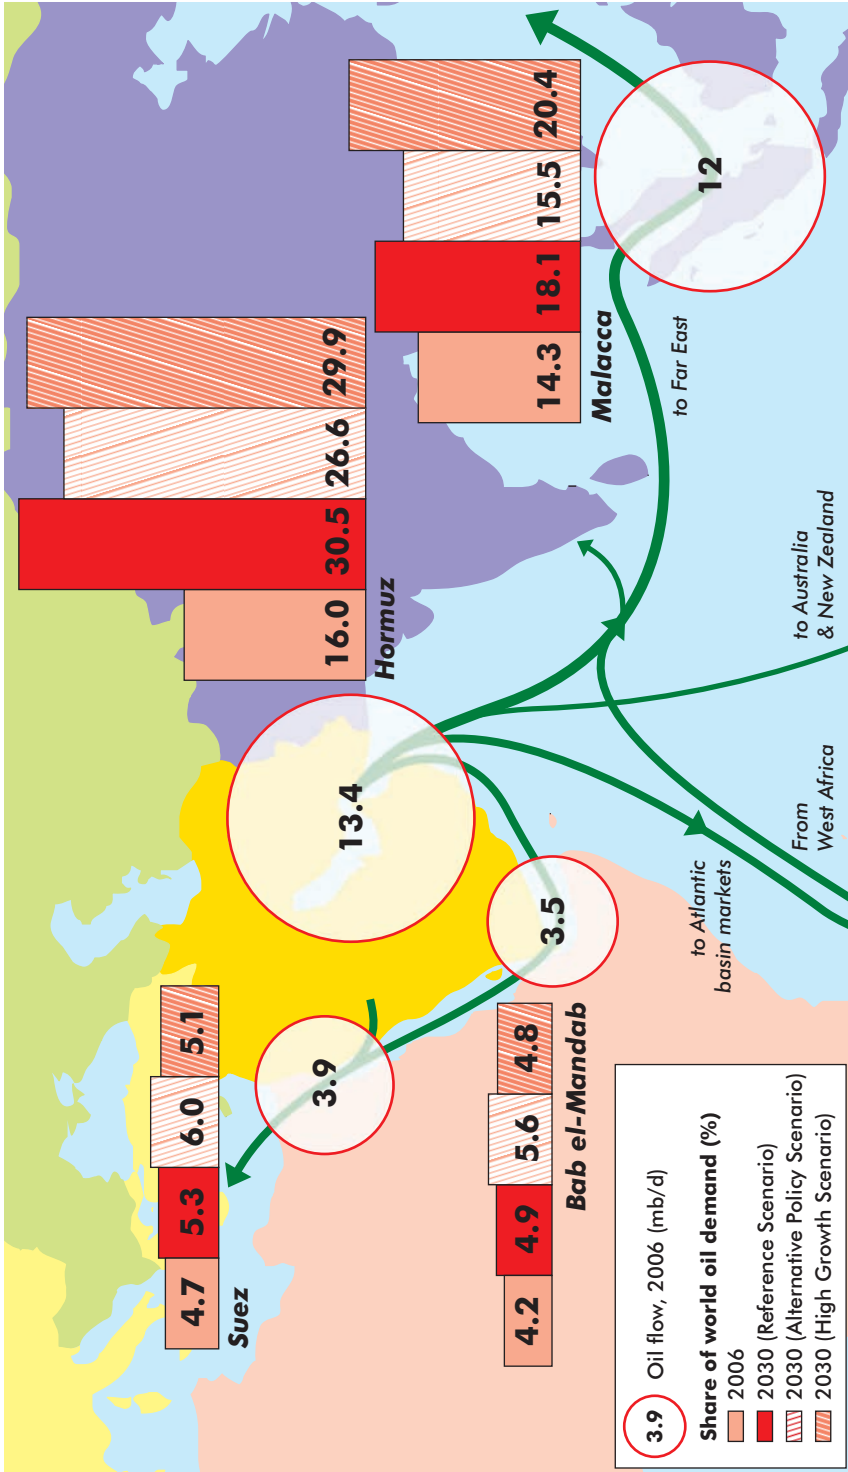 4.7
5.3
6.0
5.1
Suez
3.9
13.4
16.0
30.5
26.6
29.9
Hormuz
14.3
18.1
15.5
20.4
Malacca
12
to Far East
4.2
4.9
5.6
4.8
Bab el-Mandab
3.5
to Atlantic
basin markets
From
West Africa
to Australia
& New Zealand
3.9 Oil flow, 2006 (mb/d)
Share of world oil demand (%)
2006
2030 (Reference Scenario)
2030 (Alternative Policy Scenario)
2030 (High Growth Scenario)